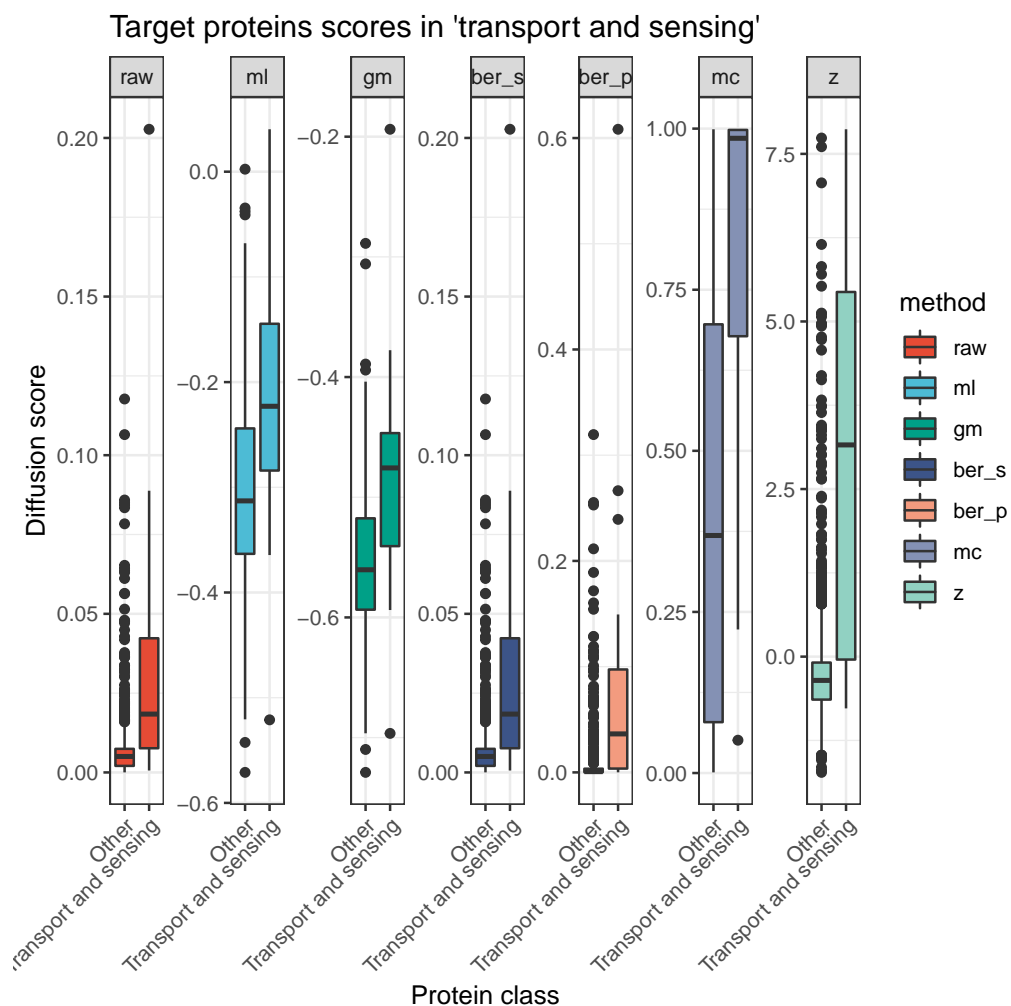 Target proteins scores in 'transport and sensing'
raw ml gm ber_s ber_p mc z
0.20 0.15 0.10 0.05 0.00
0.0 −0.2 −0.4 −0.6
−0.2 −0.4 −0.6
0.20 0.15 0.10 0.05 0.00
0.6 0.4 0.2 0.0
1.00 0.75 0.50 0.25 0.00
7.5 5.0 2.5 0.0
Diffusion score
Other
ransport and sensing
Other
Transport and sensing
Other
Transport and sensing
Other
Transport and sensing
Other
Transport and sensing
Other
Transport and sensing
Other
Transport and sensing
Protein class
method
raw
ml
gm
ber_s
ber_p
mc
z